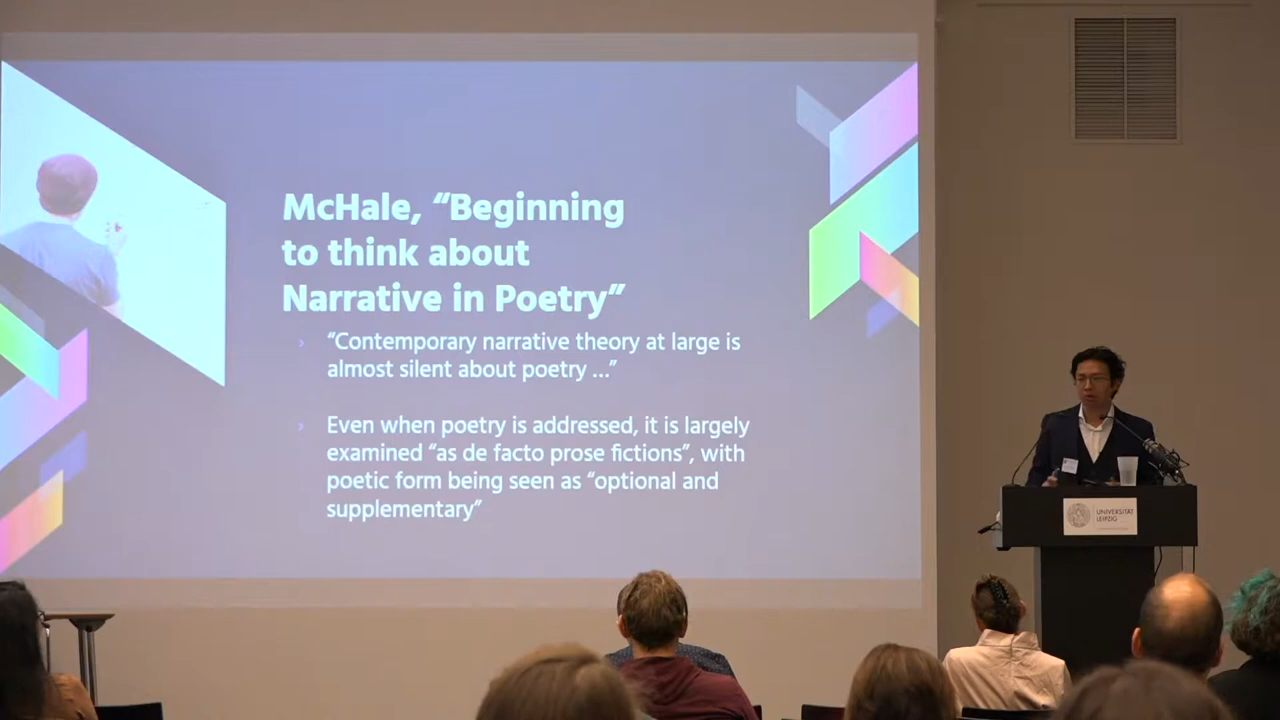 McHale, “Beginning
to think about
Narrative in Poetry”
“Contemporary narrative theory at large is
almost silent about poetry ...”
Even when poetry is addressed, it is largely
examined “as de facto prose fictions”, with
poetic form being seen as “optional and
supplementary”
UNIVERSITÄT
LEIPZIG